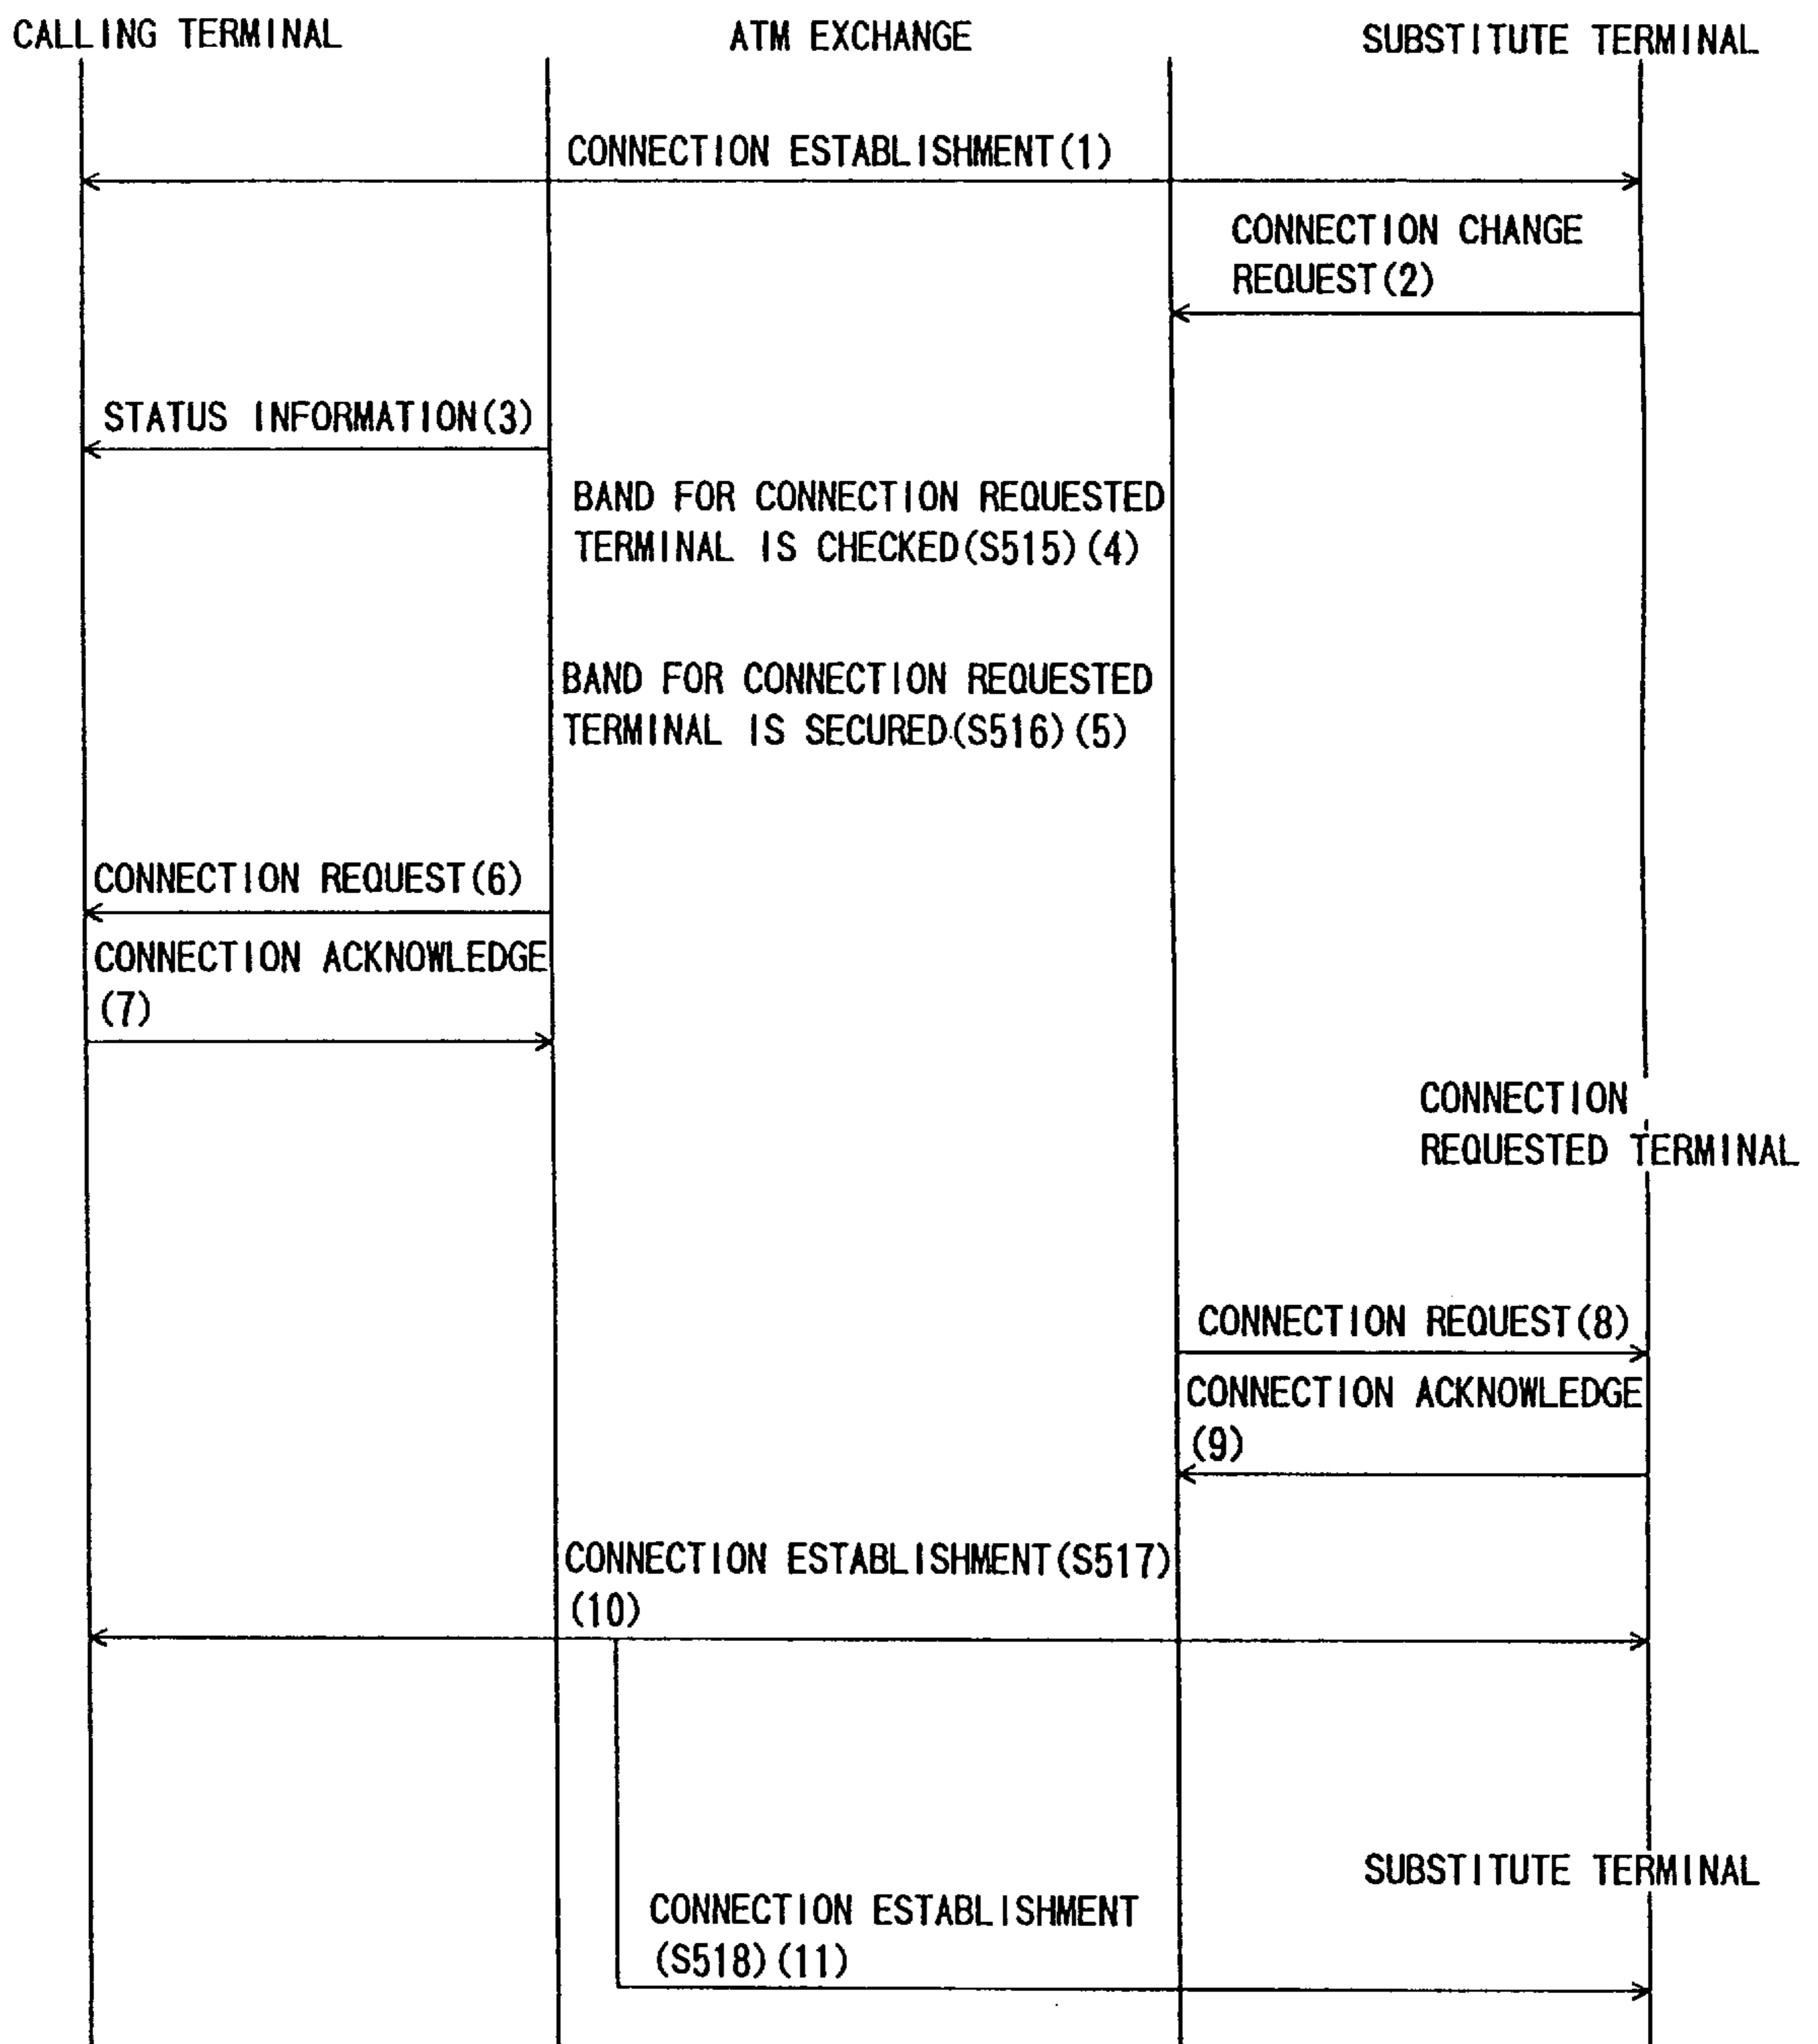 CALLING TERMINAL
ATM EXCHANGE
SUBSTITUTE TERMINAL
CONNECTION ESTABLISHMENT(1)
CONNECTION CHANGE
REQUEST(2)
STATUS INFORMATION(3)
BAND FOR CONNECTION REQUESTED
TERMINAL IS CHECKED(S515)(4)
BAND FOR CONNECTION REQUESTED
TERMINAL IS SECURED(S516)(5)
CONNECTION REQUEST(6)
CONNECTION ACKNOWLEDGE
(7)
CONNECTION
REQUESTED TERMINAL
CONNECTION REQUEST(8)
CONNECTION ACKNOWLEDGE
(9)
CONNECTION ESTABLISHMENT(S517)
(10)
SUBSTITUTE TERMINAL
CONNECTION ESTABLISHMENT
(S518)(11)